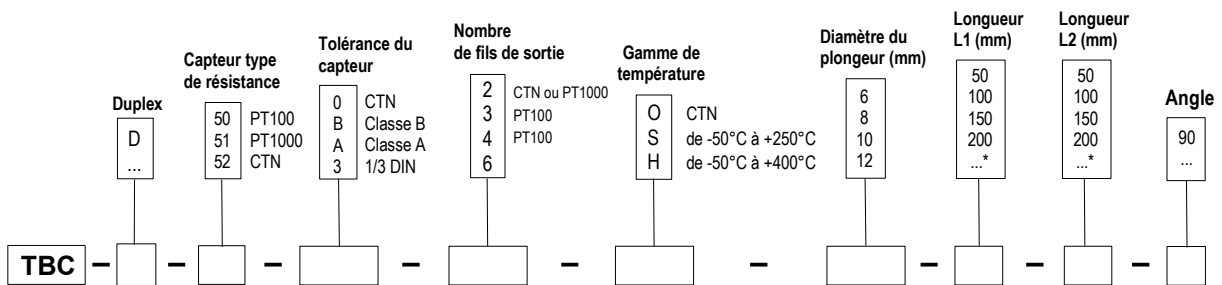 Duplex
D
...
Capteur type
de résistance
50 PT100
51 PT1000
52 CTN
Tolérance du
capteur
0 CTN
B Classe B
A Classe A
3 1/3 DIN
Nombre
de fils de sortie
2 CTN ou PT1000
3 PT100
4 PT100
6
Gamme de
température
O CTN
S de -50°C à +250°C
H de -50°C à +400°C
Diamètre du
plongeur (mm)
6
8
10
12
Longueur
L1 (mm)
50
100
150
200
...*
Longueur
L2 (mm)
50
100
150
200
...*
Angle
90
...
TBC – – – – – – – – –